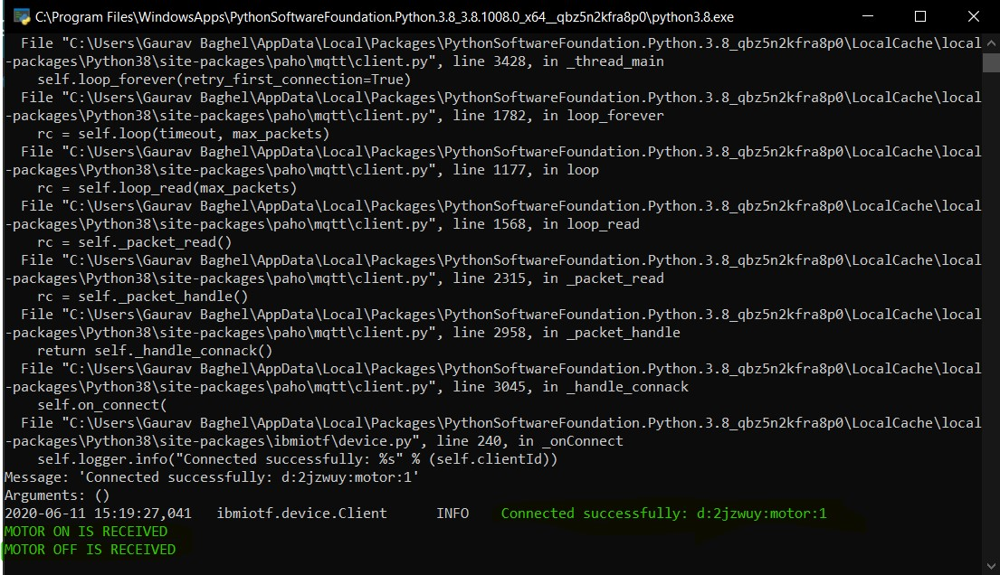 C:\Program Files\WindowsApps\PythonSoftwareFoundation.Python.3.8_3.8.1008.0_x64__qbz5n2kfra8p0\python3.8.exe
File "C:\Users\Gaurav Baghel\AppData\Local\Packages\PythonSoftwareFoundation.Python.3.8_qbz5n2kfra8p0\LocalCache\local
-packages\Python38\site-packages\paho\mqtt\client.py", line 3428, in _thread_main
self.loop_forever(retry_first_connection=True)
File "C:\Users\Gaurav Baghel\AppData\Local\Packages\PythonSoftwareFoundation.Python.3.8_qbz5n2kfra8p0\LocalCache\local
-packages\Python38\site-packages\paho\mqtt\client.py", line 1782, in loop_forever
rc = self.loop(timeout, max_packets)
File "C:\Users\Gaurav Baghel\AppData\Local\Packages\PythonSoftwareFoundation.Python.3.8_qbz5n2kfra8p0\LocalCache\local
-packages\Python38\site-packages\paho\mqtt\client.py", line 1177, in loop
rc = self.loop_read(max_packets)
File "C:\Users\Gaurav Baghel\AppData\Local\Packages\PythonSoftwareFoundation.Python.3.8_qbz5n2kfra8p0\LocalCache\local
-packages\Python38\site-packages\paho\mqtt\client.py", line 1568, in loop_read
rc = self._packet_read()
File "C:\Users\Gaurav Baghel\AppData\Local\Packages\PythonSoftwareFoundation.Python.3.8_qbz5n2kfra8p0\LocalCache\local
-packages\Python38\site-packages\paho\mqtt\client.py", line 2315, in _packet_read
rc = self._packet_handle()
File "C:\Users\Gaurav Baghel\AppData\Local\Packages\PythonSoftwareFoundation.Python.3.8_qbz5n2kfra8p0\LocalCache\local
-packages\Python38\site-packages\paho\mqtt\client.py", line 2958, in _packet_handle
return self._handle_connack()
File "C:\Users\Gaurav Baghel\AppData\Local\Packages\PythonSoftwareFoundation.Python.3.8_qbz5n2kfra8p0\LocalCache\local
-packages\Python38\site-packages\paho\mqtt\client.py", line 3045, in _handle_connack
self.on_connect(
File "C:\Users\Gaurav Baghel\AppData\Local\Packages\PythonSoftwareFoundation.Python.3.8_qbz5n2kfra8p0\LocalCache\local
-packages\Python38\site-packages\ibmiotf\device.py", line 240, in _onConnect
self.logger.info("Connected successfully: %s" % (self.clientId))
Message: 'Connected successfully: d:2jzwuy:motor:1'
Arguments: ()
2020-06-11 15:19:27,041 ibmiotf.device.Client INFO Connected successfully: d:2jzwuy:motor:1
MOTOR ON IS RECEIVED
MOTOR OFF IS RECEIVED